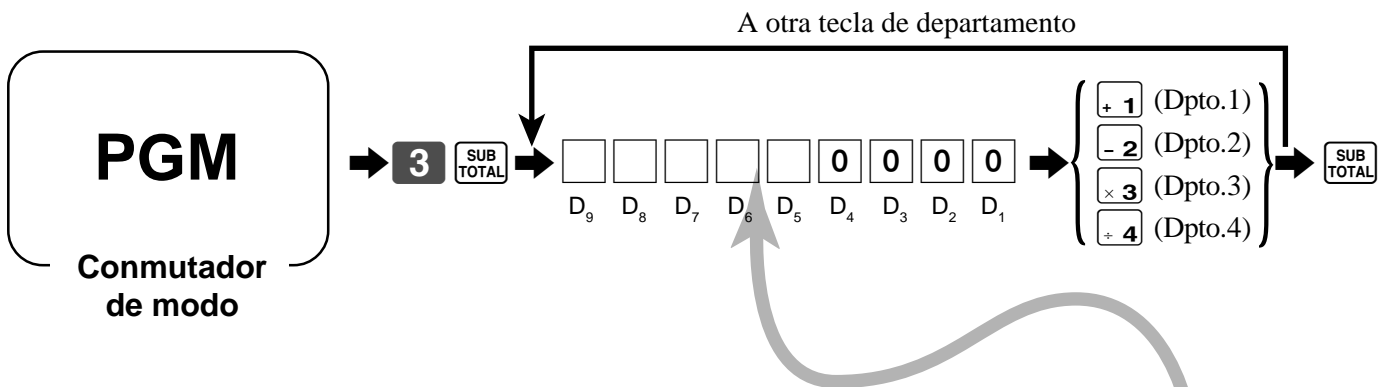 A otra tecla de departamento
PGM
Conmutador
de modo
3 SUB TOTAL
0 0 0 0
D9 D8 D7 D6 D5 D4 D3 D2 D1
+ 1 (Dpto.1)
- 2 (Dpto.2)
× 3 (Dpto.3)
÷ 4 (Dpto.4)
SUB TOTAL